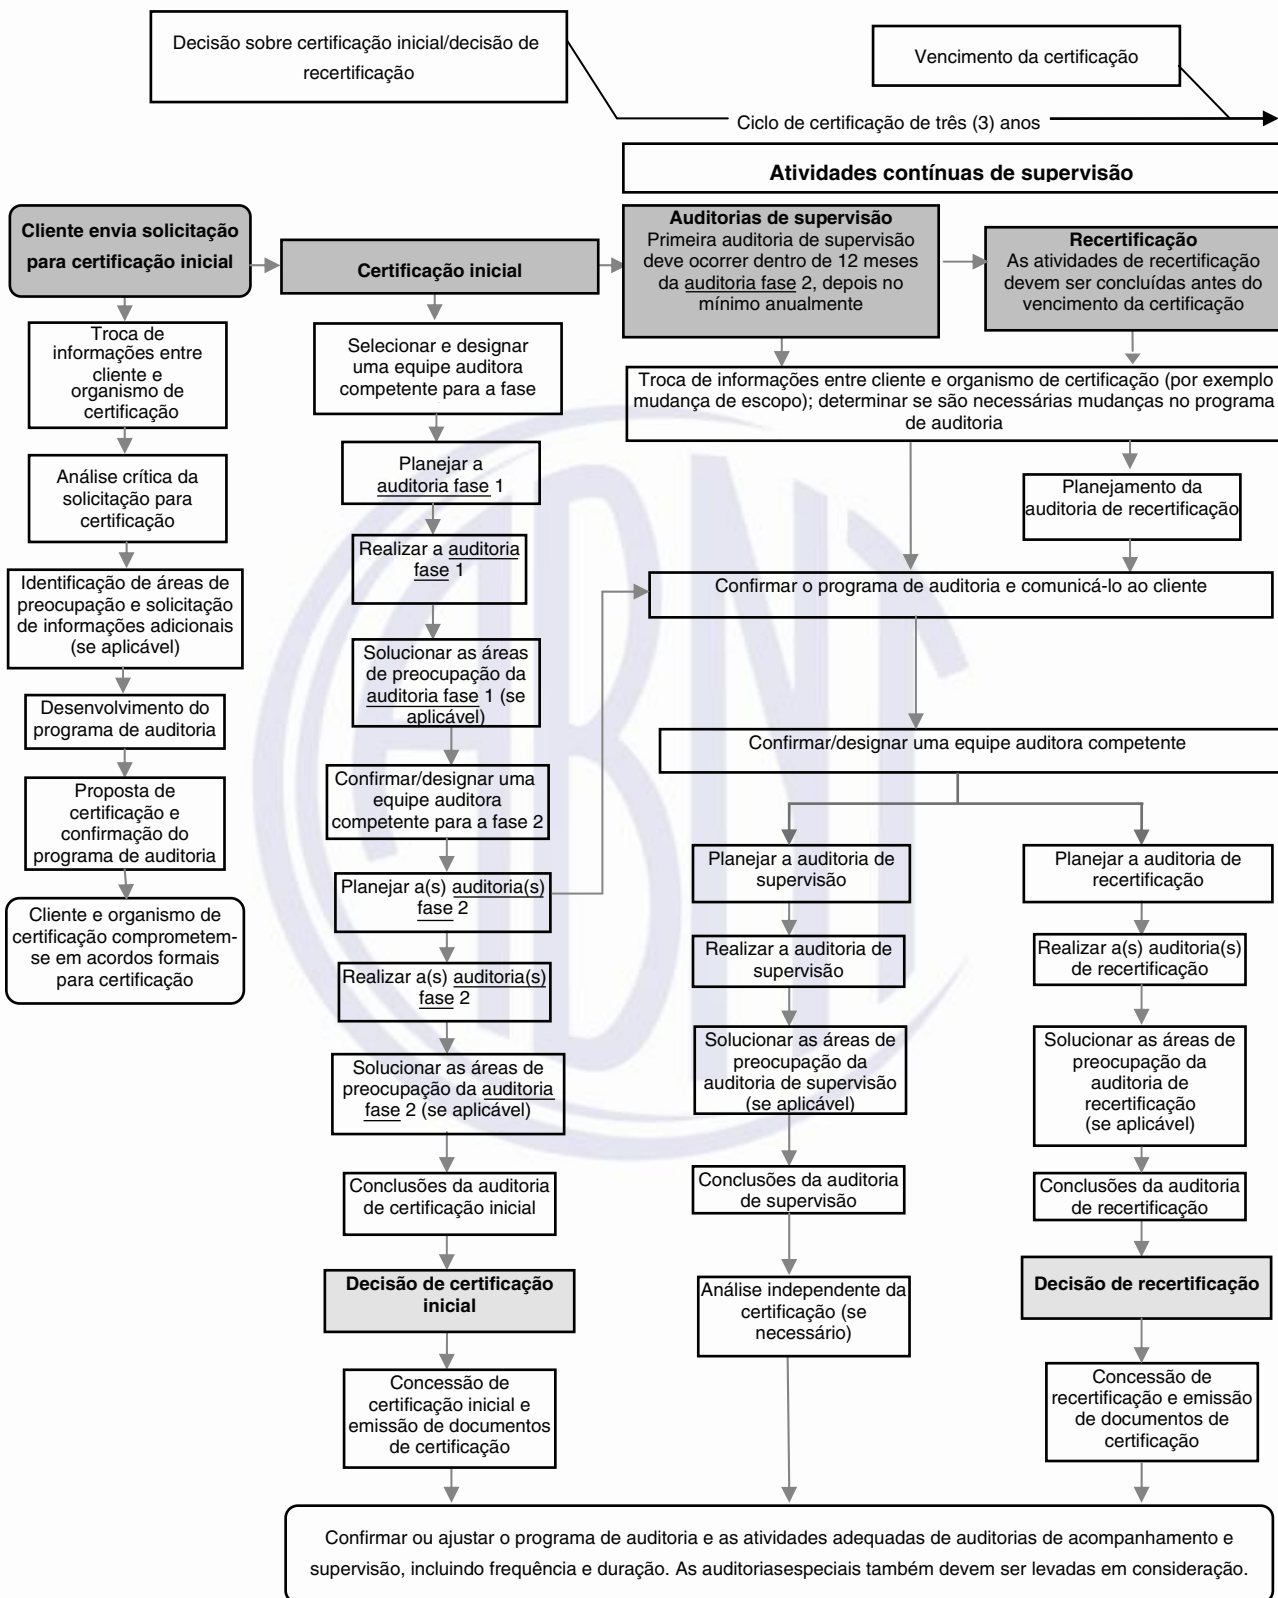 Decisão sobre certificação inicial/decisão de
recertificação
Vencimento da certificação
Ciclo de certificação de três (3) anos
Atividades contínuas de supervisão
Cliente envia solicitação
para certificação inicial
Certificação inicial
Auditorias de supervisão
Primeira auditoria de supervisão
deve ocorrer dentro de 12 meses
da auditoria fase 2, depois no
mínimo anualmente
Recertificação
As atividades de recertificação
devem ser concluídas antes do
vencimento da certificação
Troca de
informações entre
cliente e
organismo de
certificação
Análise crítica da
solicitação para
certificação
Identificação de áreas de
preocupação e solicitação
de informações adicionais
(se aplicável)
Desenvolvimento do
programa de auditoria
Proposta de
certificação e
confirmação do
programa de auditoria
Cliente e organismo de
certificação comprometem-
se em acordos formais
para certificação
Selecionar e designar
uma equipe auditora
competente para a fase
Planejar a
auditoria fase 1
Realizar a auditoria
fase 1
Solucionar as áreas
de preocupação da
auditoria fase 1 (se
aplicável)
Confirmar/designar uma
equipe auditora
competente para a fase 2
Planejar a(s) auditoria(s)
fase 2
Realizar a(s) auditoria(s)
fase 2
Solucionar as áreas de
preocupação da auditoria
fase 2 (se aplicável)
Conclusões da auditoria
de certificação inicial
Decisão de certificação
inicial
Concessão de
certificação inicial e
emissão de documentos
de certificação
Troca de informações entre cliente e organismo de certificação (por exemplo
mudança de escopo); determinar se são necessárias mudanças no programa
de auditoria
Planejamento da
auditoria de recertificação
Confirmar o programa de auditoria e comunicá-lo ao cliente
Confirmar/designar uma equipe auditora competente
Planejar a auditoria de
supervisão
Realizar a auditoria de
supervisão
Solucionar as áreas de
preocupação da
auditoria de supervisão
(se aplicável)
Conclusões da auditoria
de supervisão
Análise independente da
certificação (se
necessário)
Planejar a auditoria de
recertificação
Realizar a(s) auditoria(s)
de recertificação
Solucionar as áreas de
preocupação da
auditoria de
recertificação
(se aplicável)
Conclusões da auditoria
de recertificação
Decisão de recertificação
Concessão de
recertificação e emissão
de documentos de
certificação
Confirmar ou ajustar o programa de auditoria e as atividades adequadas de auditorias de acompanhamento e
supervisão, incluindo frequência e duração. As auditoriasespeciais também devem ser levadas em consideração.
ABNT